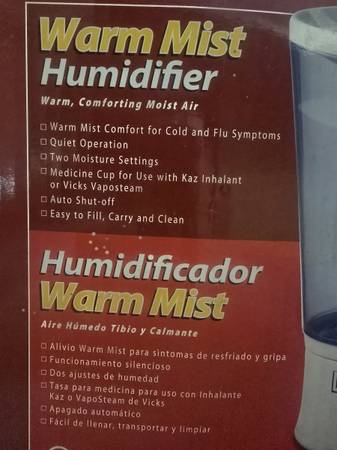 Warm Mist
Humidifier
Warm, Comforting Moist Air
□ Warm Mist Comfort for Cold and Flu Symptoms
□ Quiet Operation
□ Two Moisture Settings
□ Medicine Cup for Use with Kaz Inhalant
or Vicks Vaposteam
□ Auto Shut-off
□ Easy to Fill, Carry and Clean
Humidificador
Warm Mist
Aire Húmedo Tibio y Calmante
□ Alivio Warm Mist para sintomas de resfriado y gripa
□ Funcionamiento silencioso
□ Dos ajustes de humedad
□ Tasa para medicina para uso con Inhalante
Kaz o VapoSteam de Vicks
□ Apagado automático
□ Fácil de llenar, transportar y limpiar